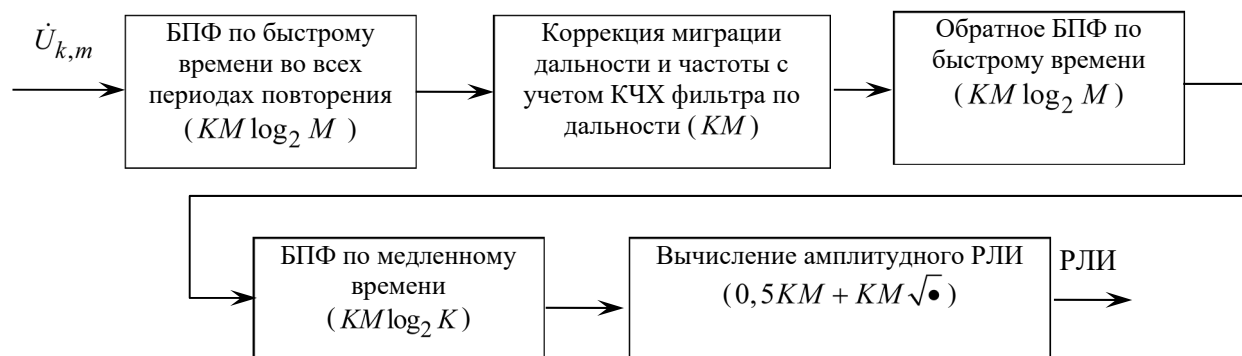 U̇k,m
БПФ по быстрому
времени во всех
периодах повторения
(KM log₂ M)
Коррекция миграции
дальности и частоты с
учетом КЧХ фильтра по
дальности (KM)
Обратное БПФ по
быстрому времени
(KM log₂ M)
БПФ по медленному
времени
(KM log₂ K)
Вычисление амплитудного РЛИ
(0,5KM + KM√•)
РЛИ